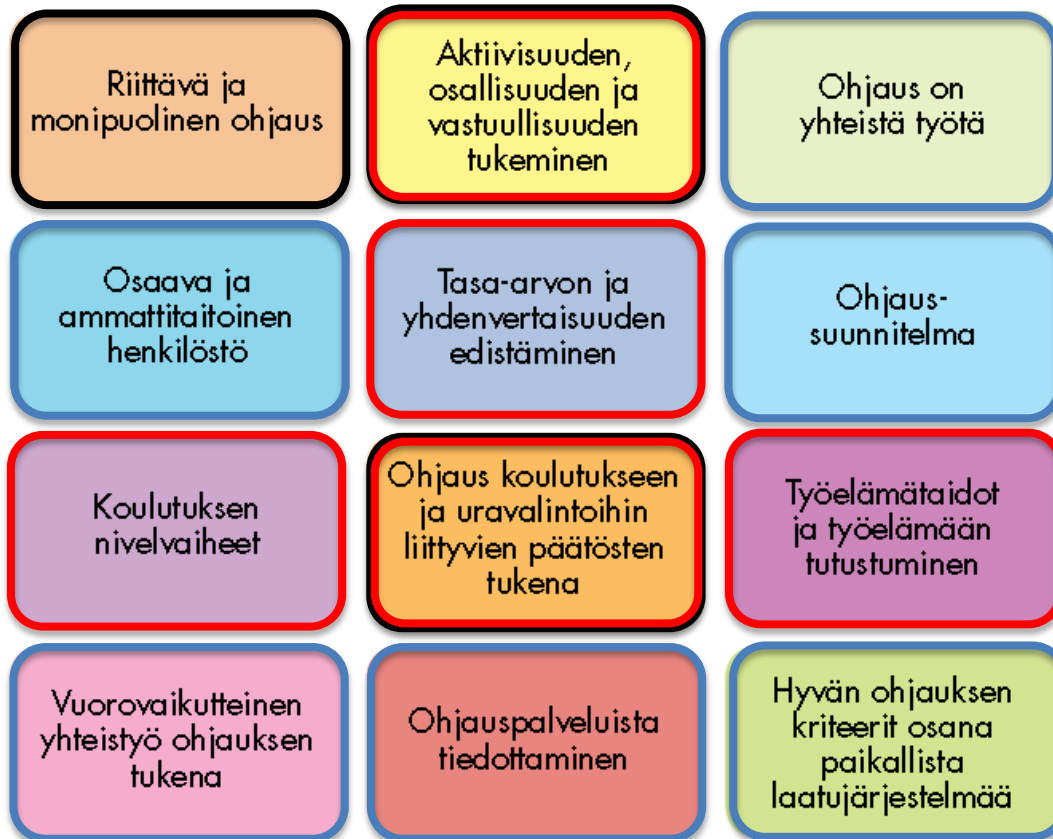 Riittävä ja
monipuolinen ohjaus
Aktiivisuuden,
osallisuuden ja
vastuullisuuden
tukeminen
Ohjaus on
yhteistä työtä
Osaava ja
ammattitaitoinen
henkilöstö
Tasa-arvon ja
yhdenvertaisuuden
edistäminen
Ohjaus-
suunnitelma
Koulutuksen
nivelvaiheet
Ohjaus koulutukseen
ja uravalintoihin
liittyvien päätösten
tukena
Työelämätaidot
ja työelämään
tutustuminen
Vuorovaikutteinen
yhteistyö ohjauksen
tukena
Ohjauspalveluista
tiedottaminen
Hyvän ohjauksen
kriteerit osana
paikallista
laatujärjestelmää